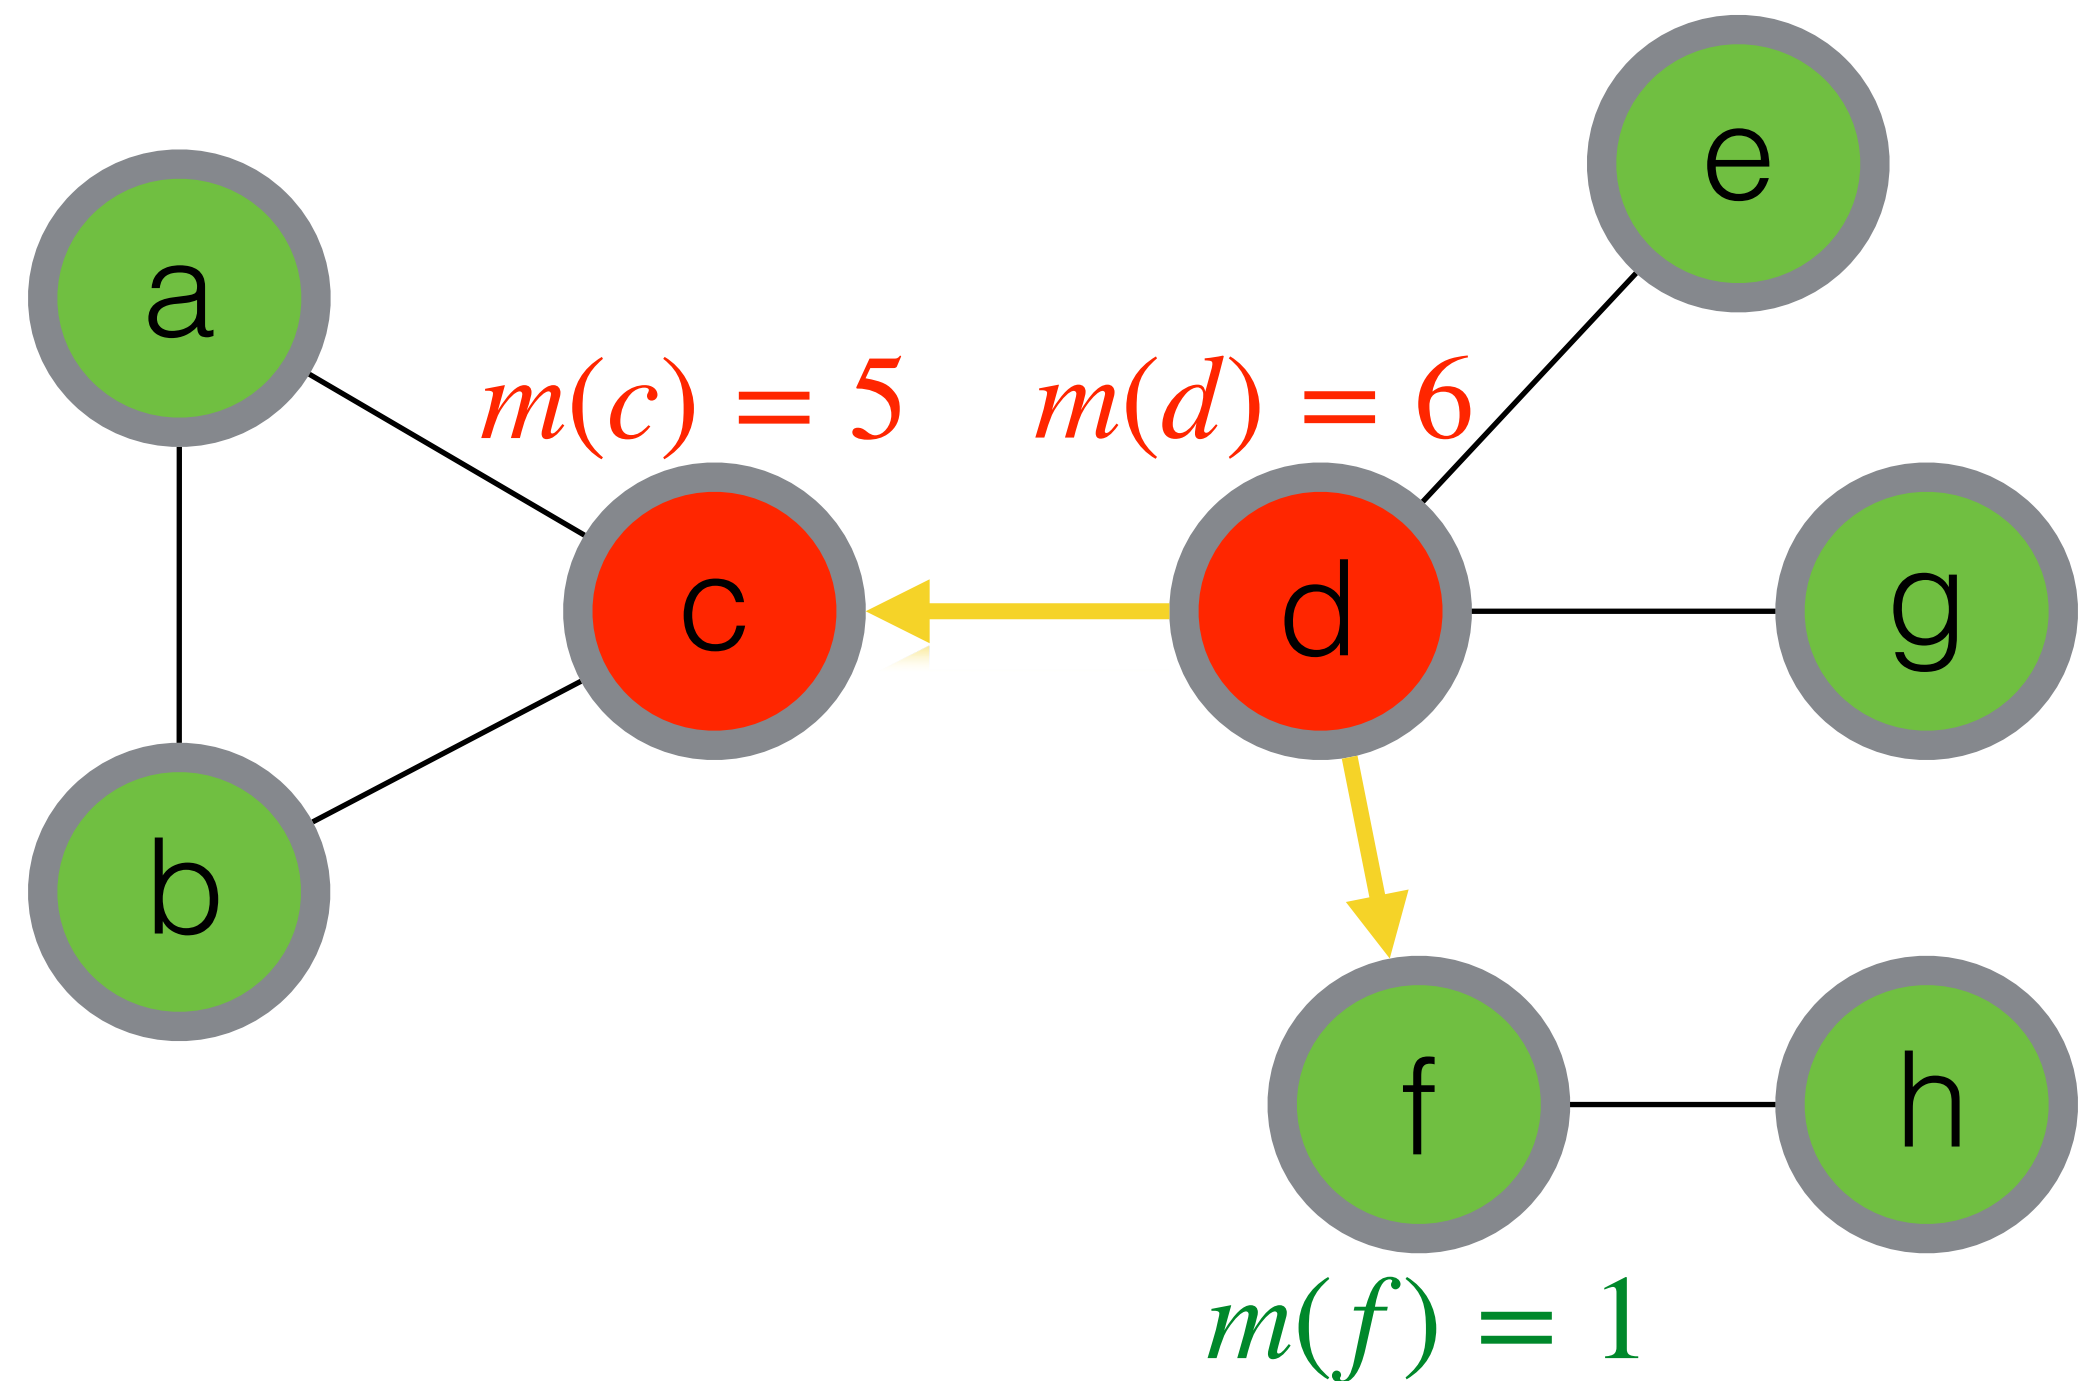 e
a
m(c) = 5
m(d) = 6
c
d
g
b
f
h
m(f) = 1